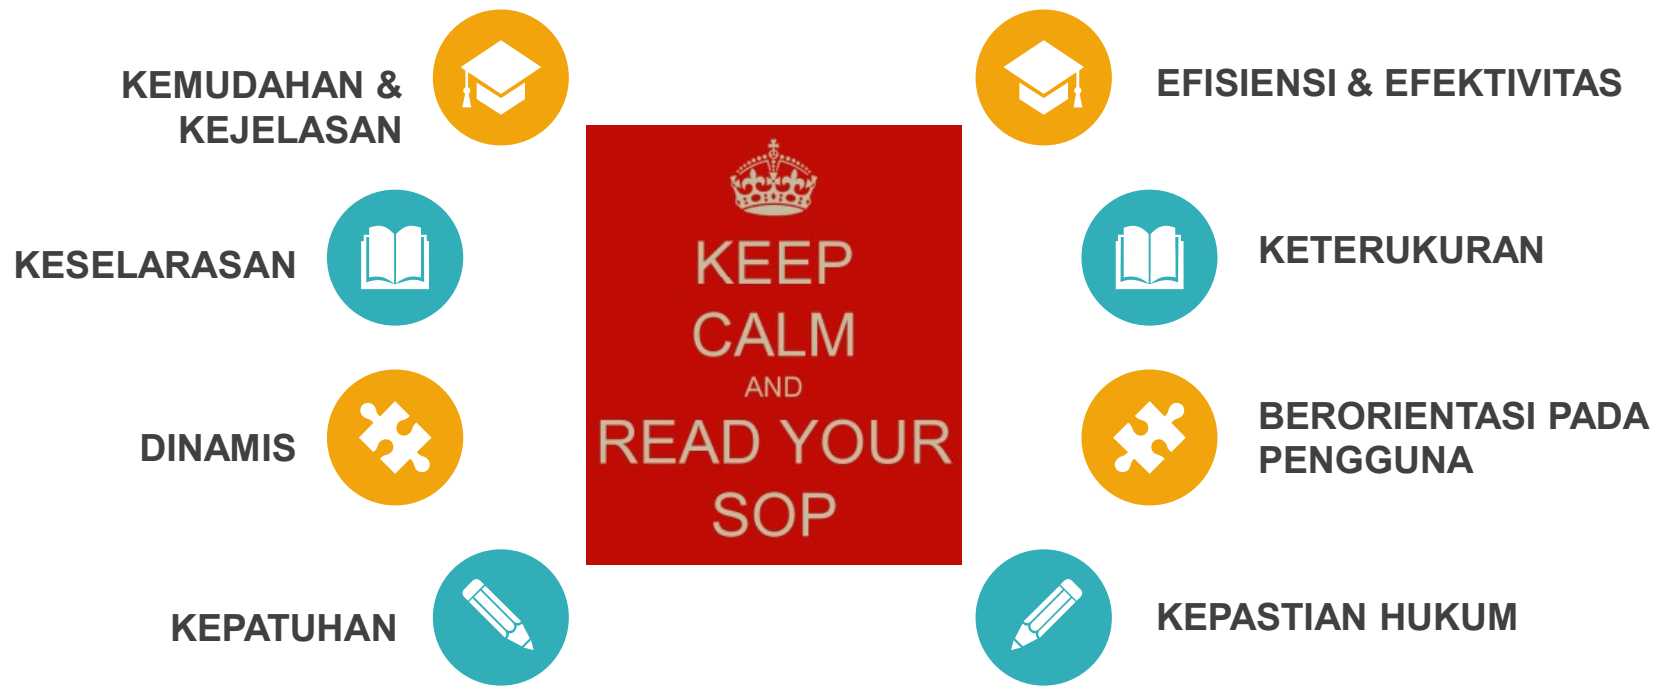 KEMUDAHAN &
KEJELASAN
KESELARASAN
DINAMIS
KEPATUHAN
KEEP
CALM
AND
READ YOUR
SOP
EFISIENSI & EFEKTIVITAS
KETERUKURAN
BERORIENTASI PADA
PENGGUNA
KEPASTIAN HUKUM